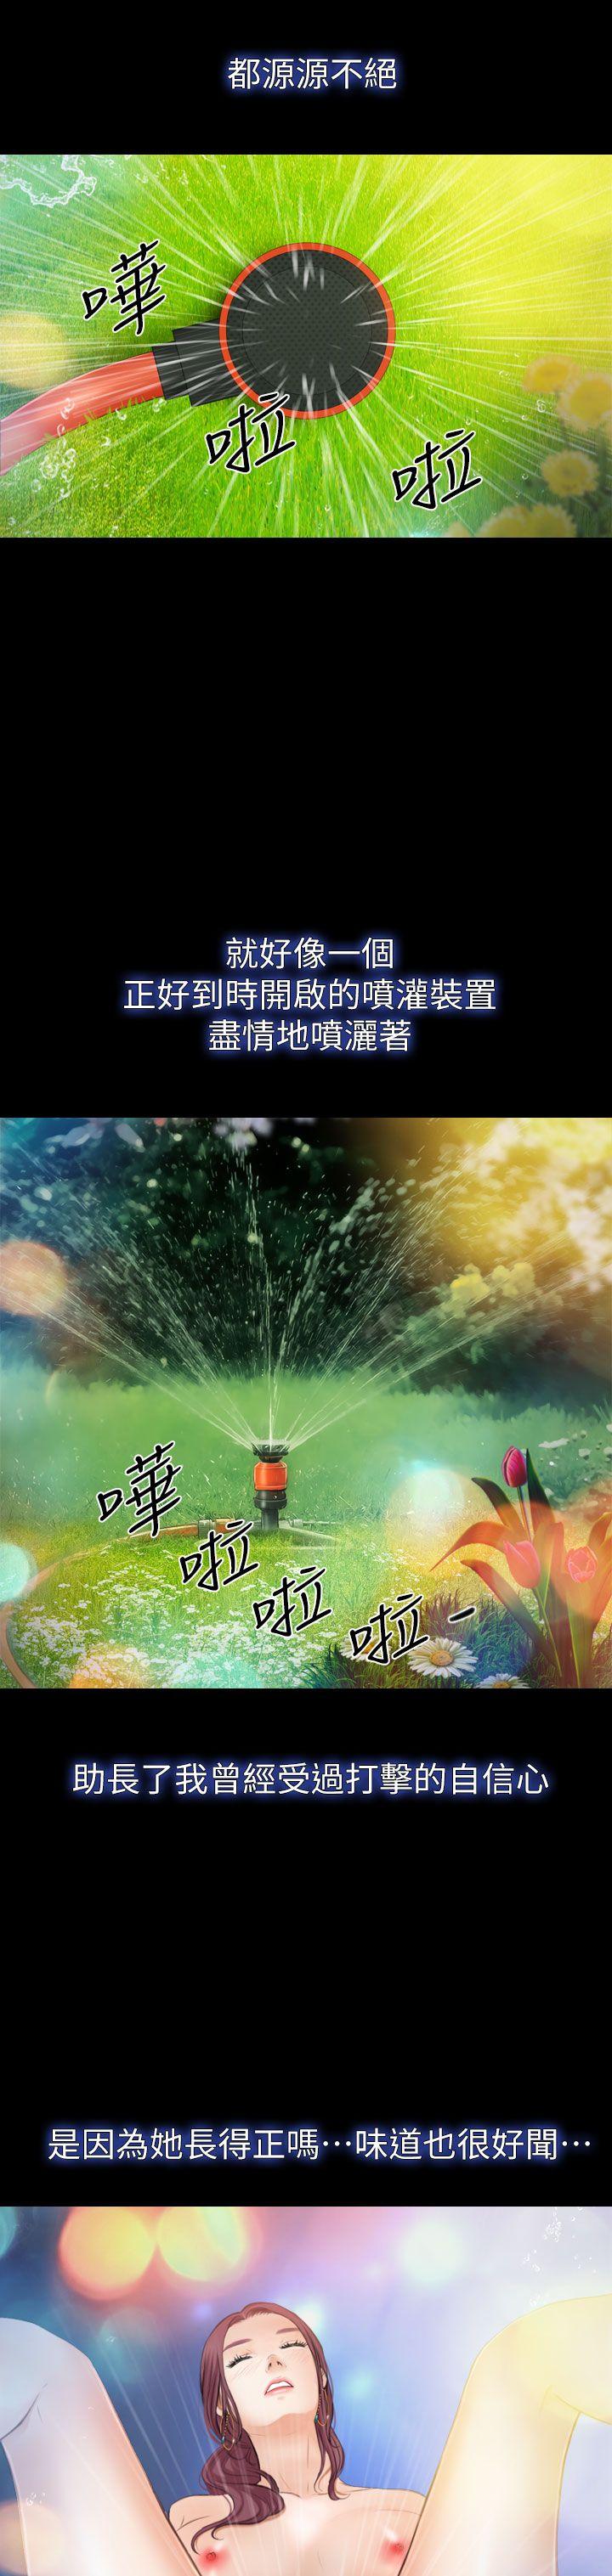 都源源不絕
嘩
啦
啦
就好像一個
正好到時開啟的噴灌裝置
盡情地噴灑著
嘩
啦
啦
啦-
助長了我曾經受過打擊的自信心
是因為她長得正嗎…味道也很好聞…